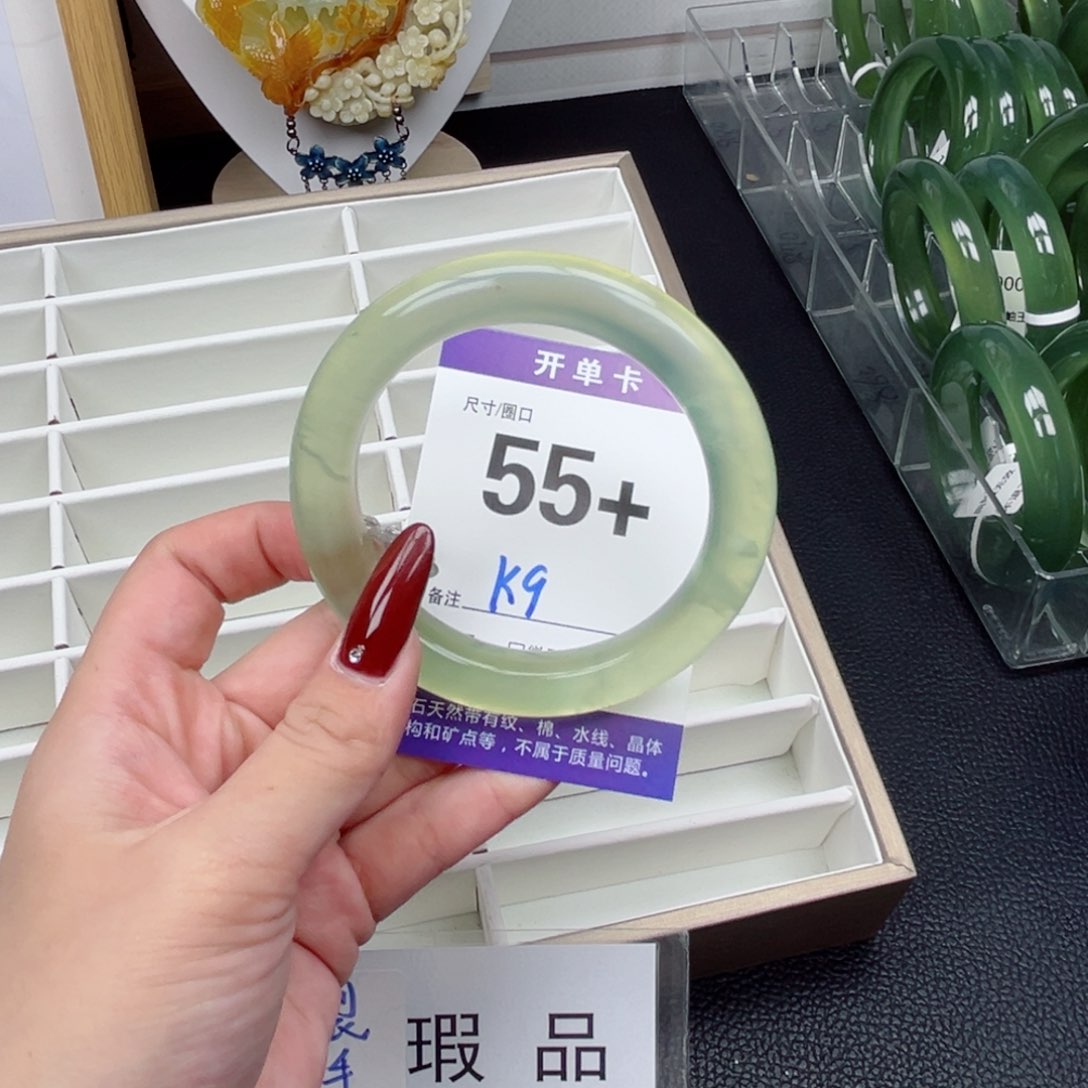 开单卡
尺寸/圈口
55+
备注 K9
石天然带有纹、棉、水线、晶体
构和矿点等，不属于质量问题。
瑕 品
手